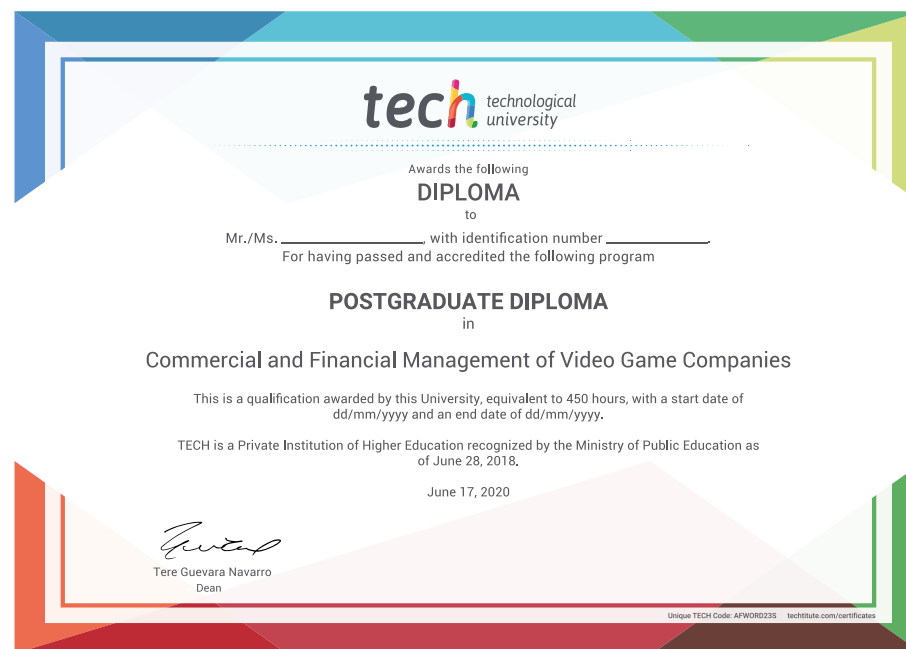 tech technological
university
Awards the following
DIPLOMA
to
Mr./Ms. ____________, with identification number ____________.
For having passed and accredited the following program
POSTGRADUATE DIPLOMA
in
Commercial and Financial Management of Video Game Companies
This is a qualification awarded by this University, equivalent to 450 hours, with a start date of
dd/mm/yyyy and an end date of dd/mm/yyyy.
TECH is a Private Institution of Higher Education recognized by the Ministry of Public Education as
of June 28, 2018.
June 17, 2020
Tere Guevara Navarro
Dean
Unique TECH Code: AFWORD23S techtitute.com/certificates